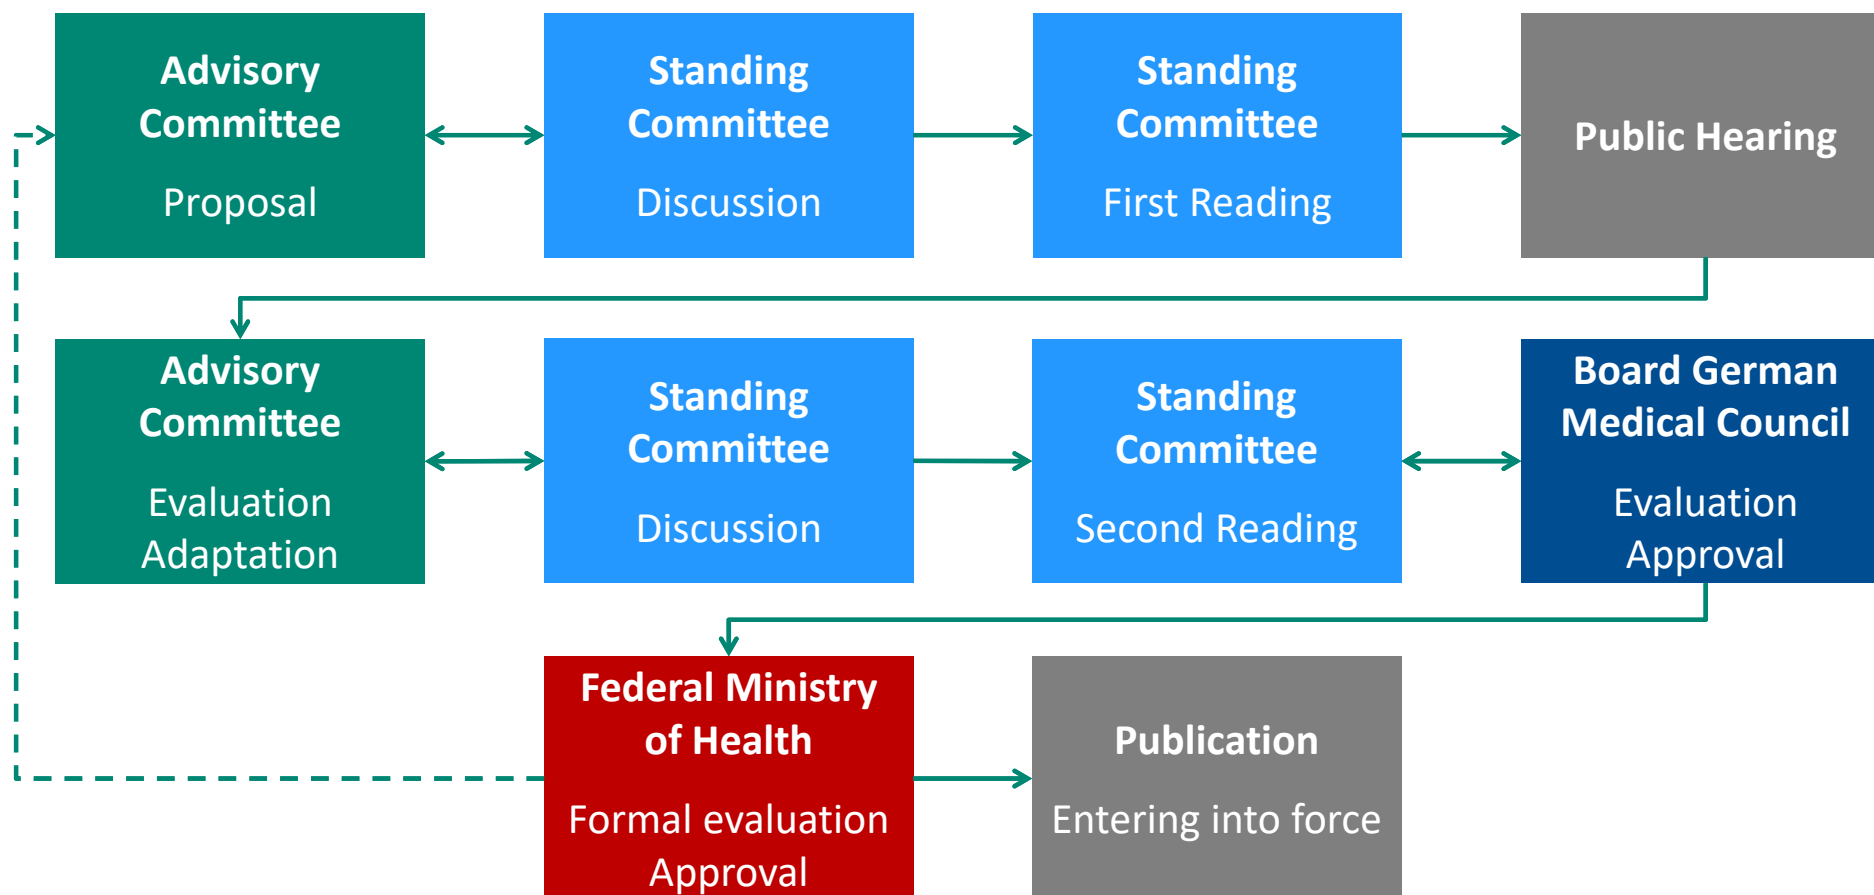 Advisory
Committee
Proposal
Standing
Committee
Discussion
Standing
Committee
First Reading
Public Hearing
Advisory
Committee
Evaluation
Adaptation
Standing
Committee
Discussion
Standing
Committee
Second Reading
Board German
Medical Council
Evaluation
Approval
Federal Ministry
of Health
Formal evaluation
Approval
Publication
Entering into force